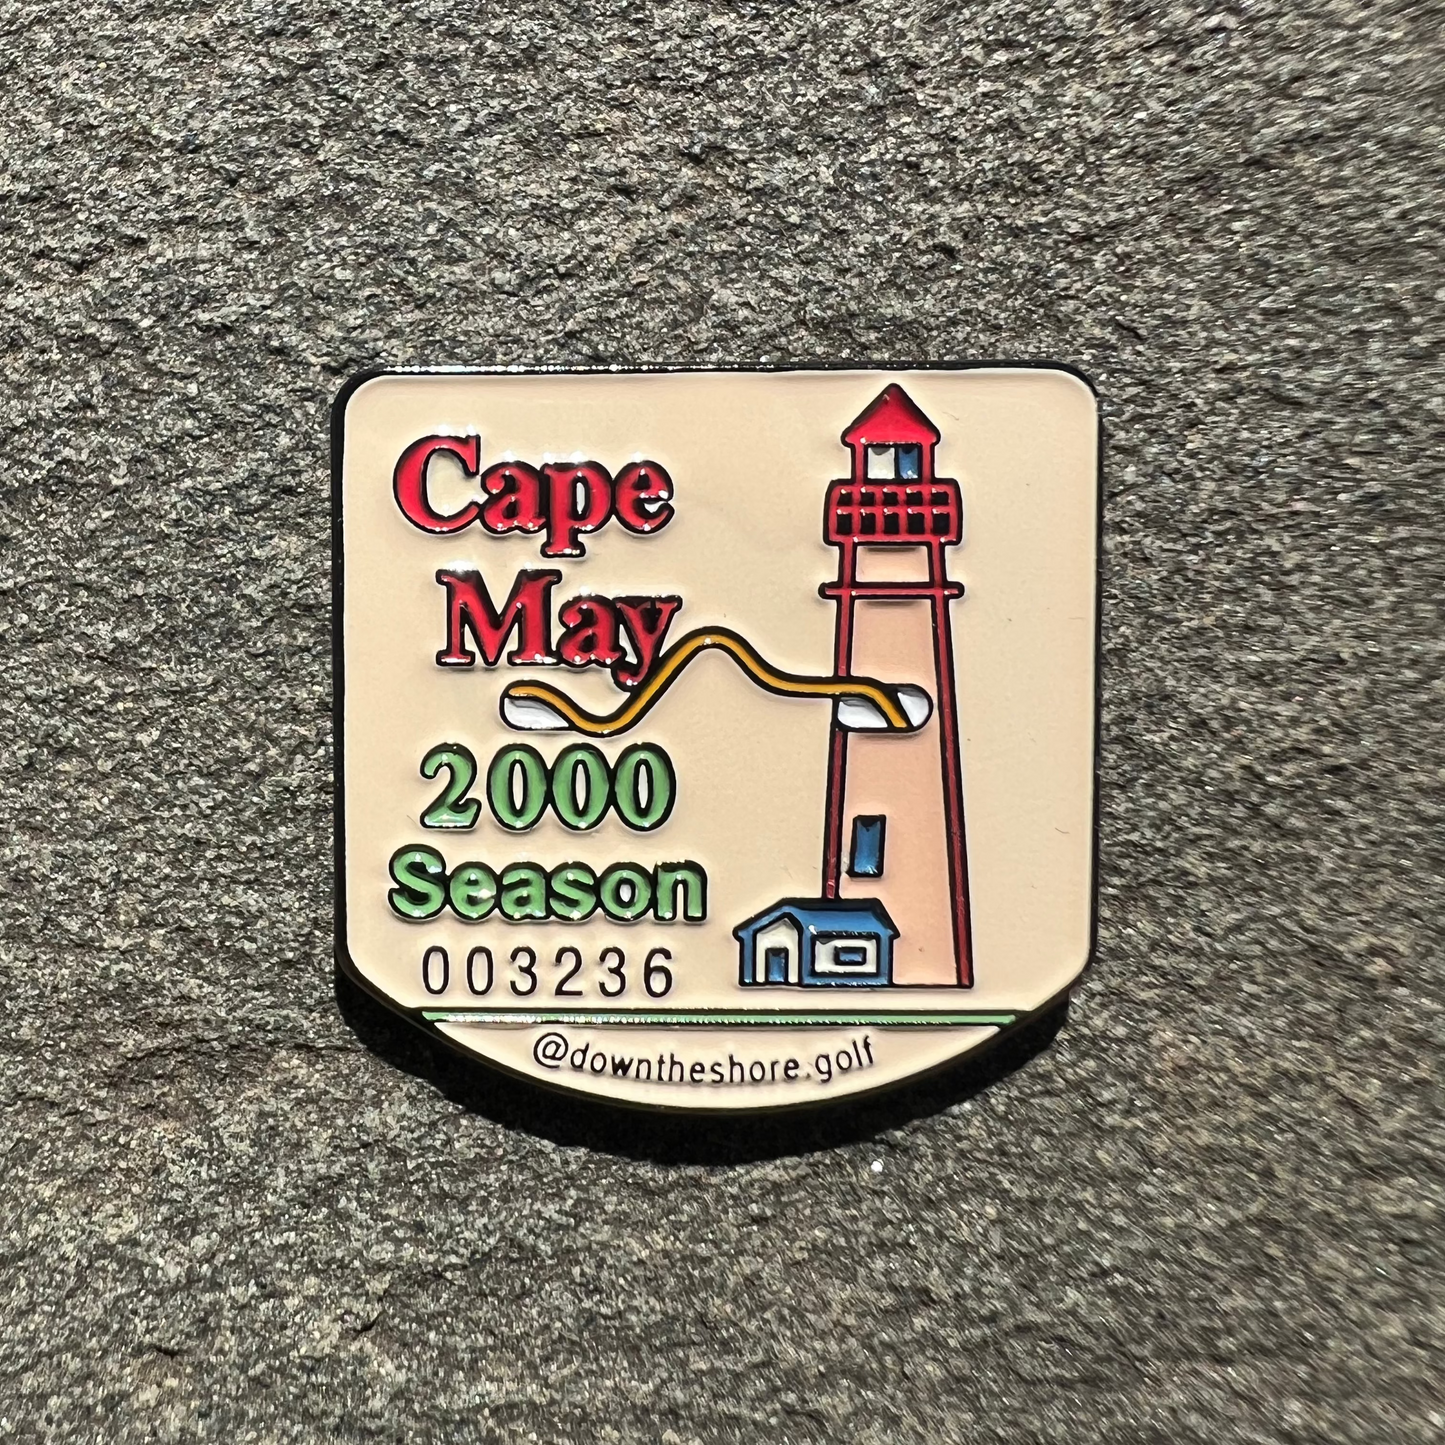 Cape
May
2000
Season
003236
@downtheshore.golf